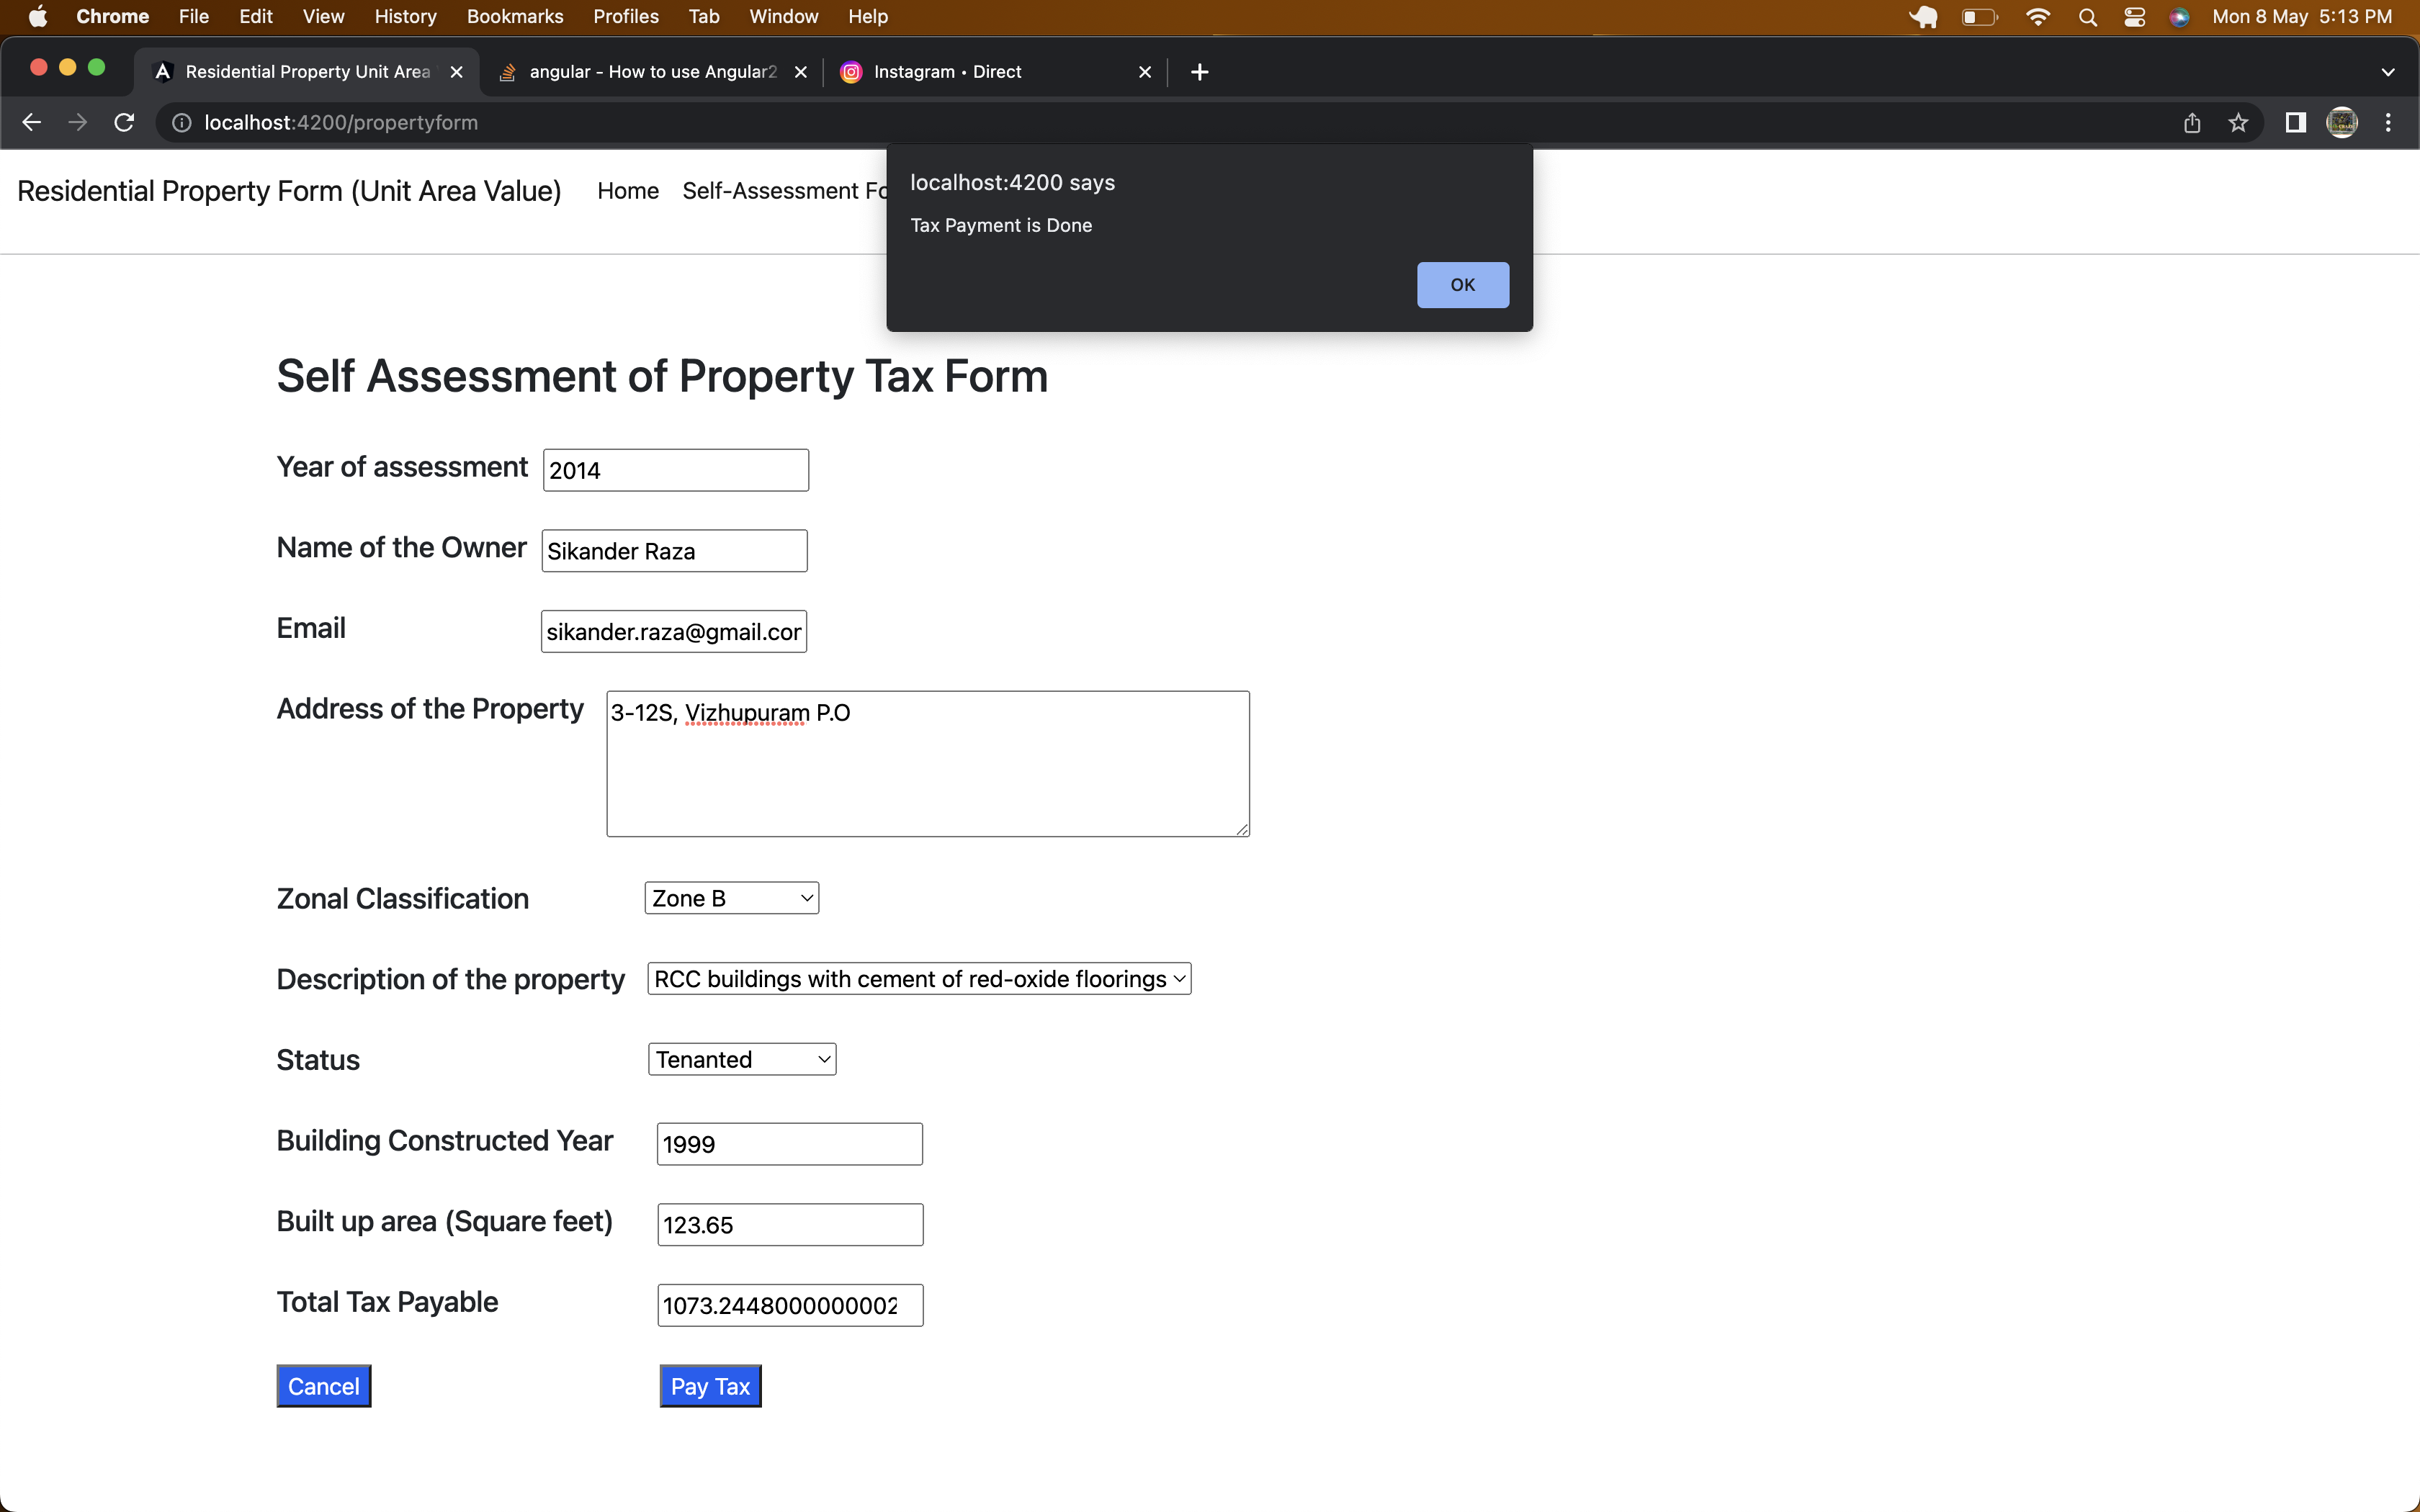 Chrome File Edit View History Bookmarks Profiles Tab Window Help Mon 8 May 5:13 PM
Residential Property Unit Area angular - How to use Angular2 Instagram • Direct
localhost:4200/propertyform
Residential Property Form (Unit Area Value) Home Self-Assessment Fo
localhost:4200 says
Tax Payment is Done
OK
Self Assessment of Property Tax Form
Year of assessment 2014
Name of the Owner Sikander Raza
Email sikander.raza@gmail.cor
Address of the Property 3-12S, Vizhupuram P.O
Zonal Classification Zone B
Description of the property RCC buildings with cement of red-oxide floorings
Status Tenanted
Building Constructed Year 1999
Built up area (Square feet) 123.65
Total Tax Payable 1073.2448000000002
Cancel Pay Tax